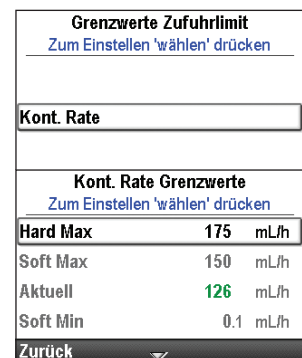 Grenzwerte Zufuhrlimit
Zum Einstellen 'wählen' drücken
Kont. Rate
Kont. Rate Grenzwerte
Zum Einstellen 'wählen' drücken
Hard Max 175 mL/h
Soft Max 150 mL/h
Aktuell 126 mL/h
Soft Min 0.1 mL/h
Zurück